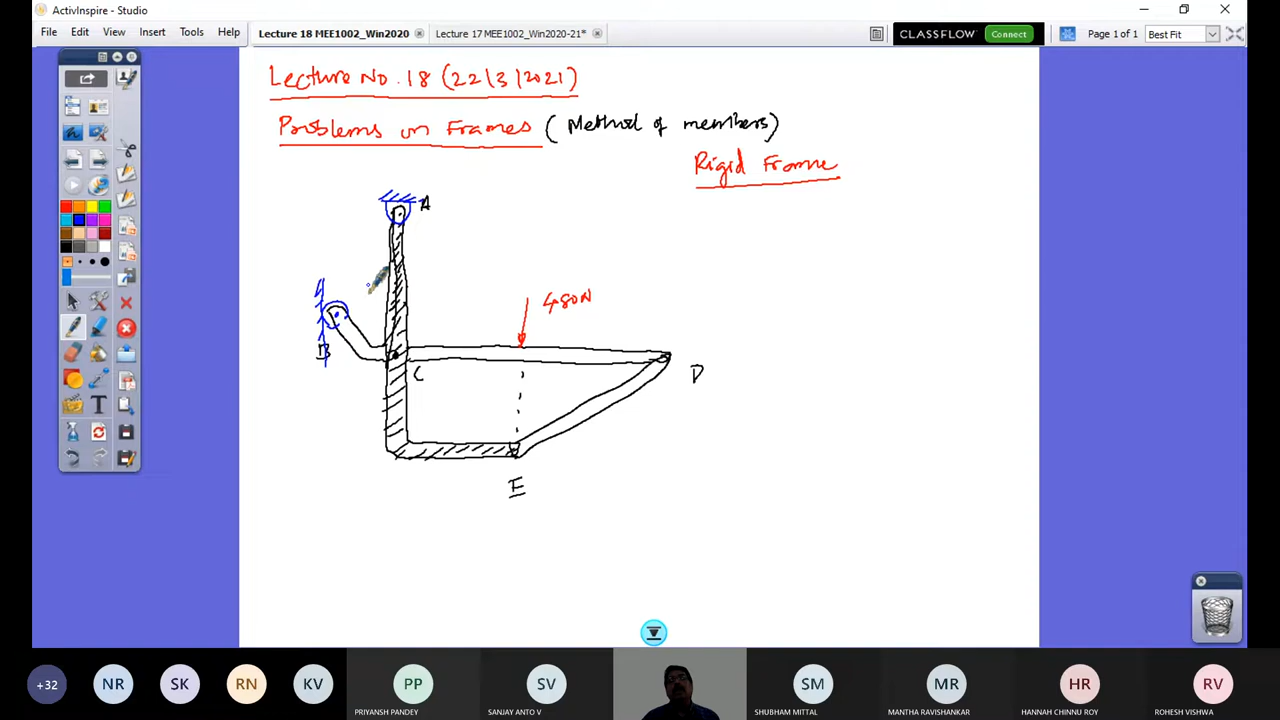 ActivInspire - Studio
File Edit View Insert Tools Help
Lecture 18 MEE1002_Win2020
Lecture 17 MEE1002_Win2020-21*
CLASSFLOW Connect
Page 1 of 1
Best Fit
Lecture No. 18 (22/3/2021)
Problems on Frames (Method of members)
Rigid Frame
A
480N
B
C
D
E
T
+32 NR SK RN KV PP SV SM MR HR RV
PRIYANSH PANDEY SANJAY ANTO V SHUBHAM MITTAL MANTHA RAVISHANKAR HANNAH CHINNU ROY ROHESH VISHWA